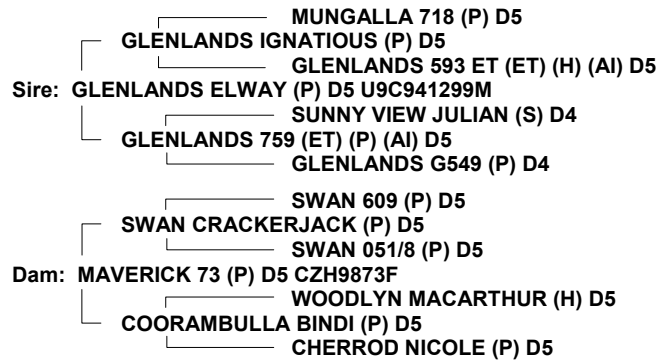 MUNGALLA 718 (P) D5
GLENLANDS IGNATIOUS (P) D5
GLENLANDS 593 ET (ET) (H) (AI) D5
Sire: GLENLANDS ELWAY (P) D5 U9C941299M
SUNNY VIEW JULIAN (S) D4
GLENLANDS 759 (ET) (P) (AI) D5
GLENLANDS G549 (P) D4
SWAN 609 (P) D5
SWAN CRACKERJACK (P) D5
SWAN 051/8 (P) D5
Dam: MAVERICK 73 (P) D5 CZH9873F
WOODLYN MACARTHUR (H) D5
COORAMBULLA BINDI (P) D5
CHERROD NICOLE (P) D5